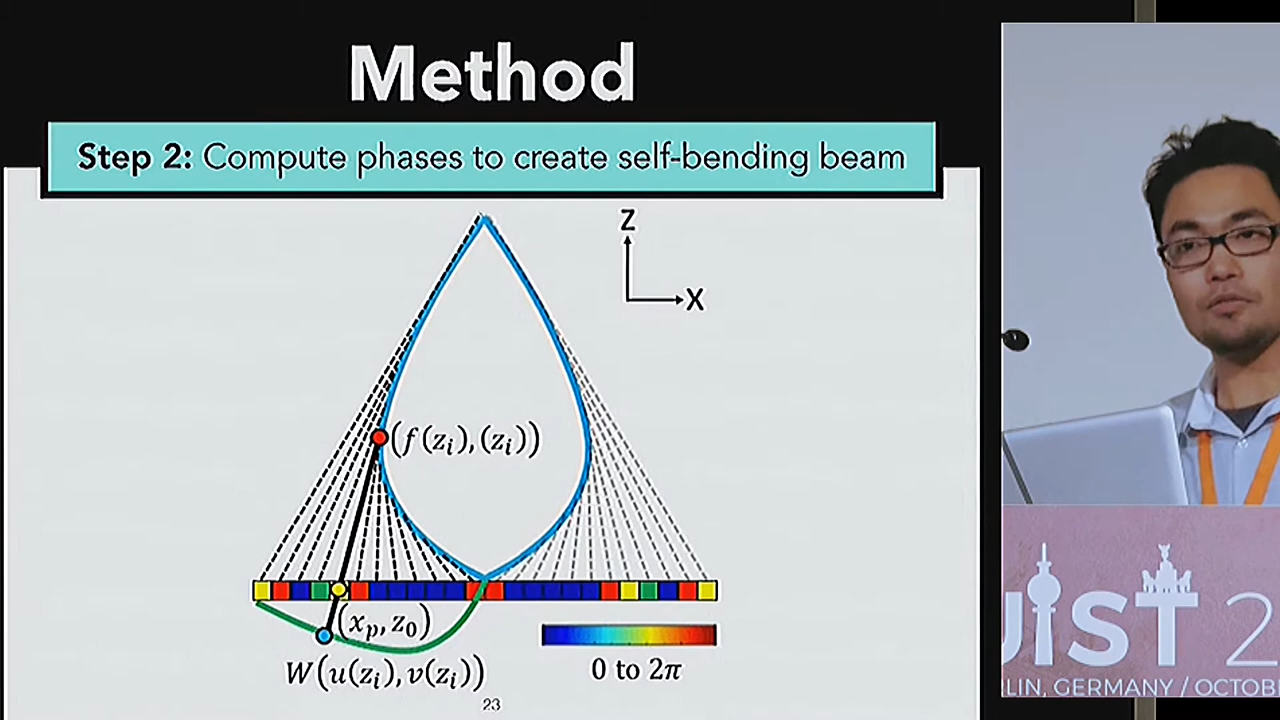 Method
Step 2: Compute phases to create self-bending beam
Z
X
(f(zᵢ),(zᵢ))
(xₚ, z₀)
W(u(zᵢ), v(zᵢ))
0 to 2π
23
UIST 2
LIN, GERMANY / OCTOB